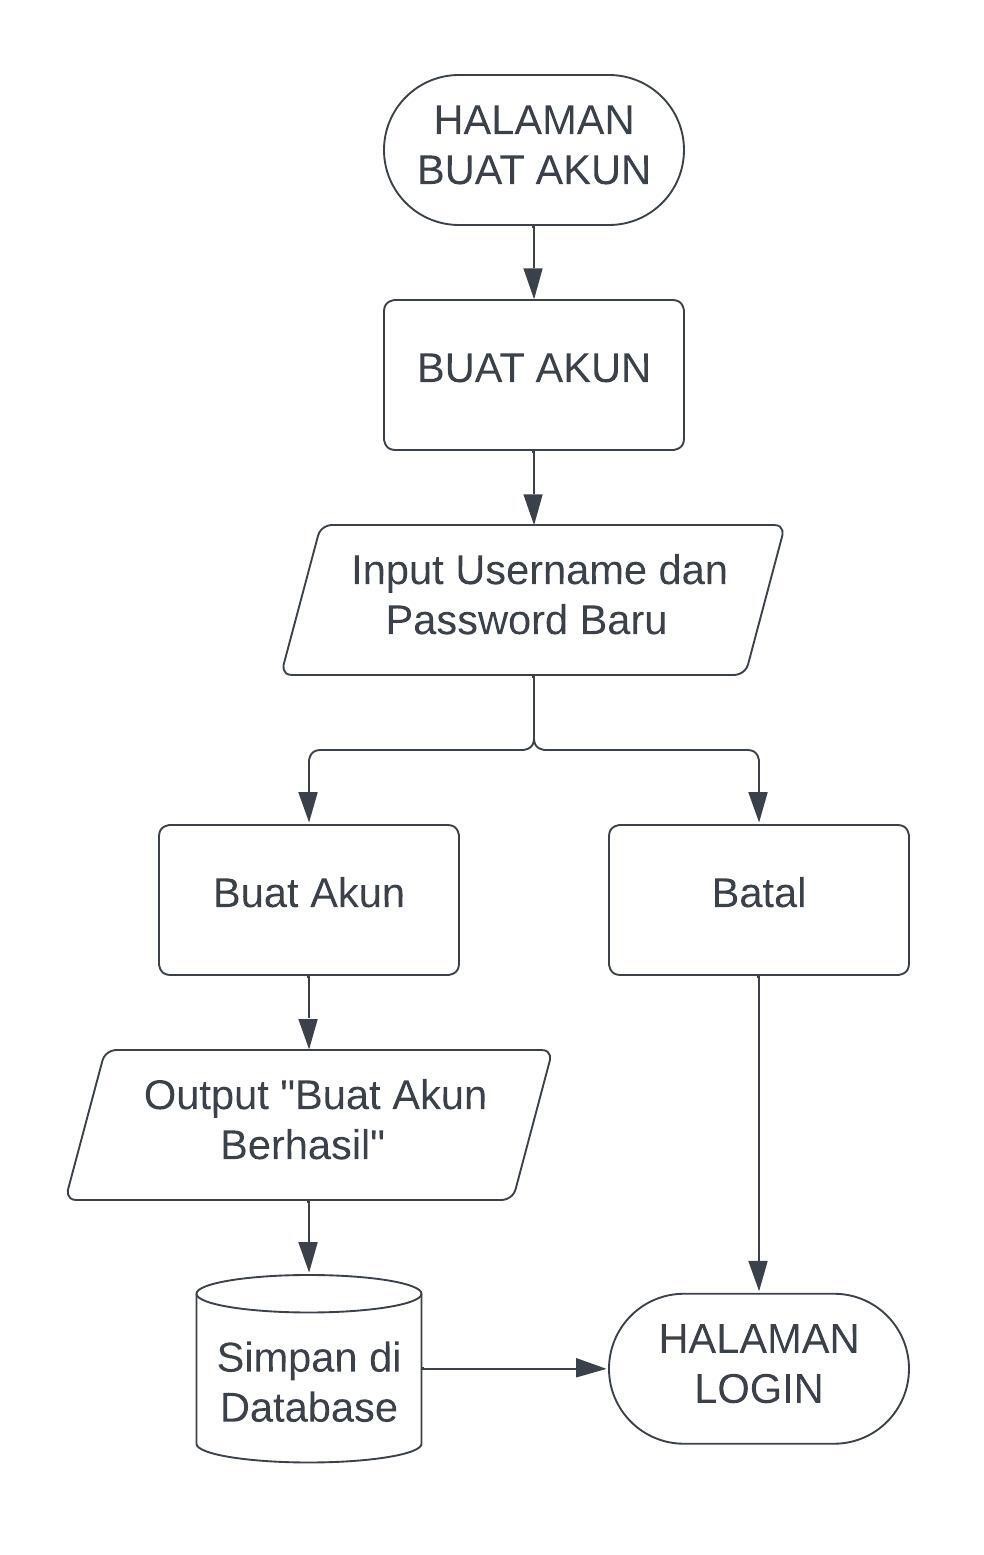 HALAMAN
BUAT AKUN
BUAT AKUN
Input Username dan
Password Baru
Buat Akun
Batal
Output "Buat Akun
Berhasil"
Simpan di
Database
HALAMAN
LOGIN